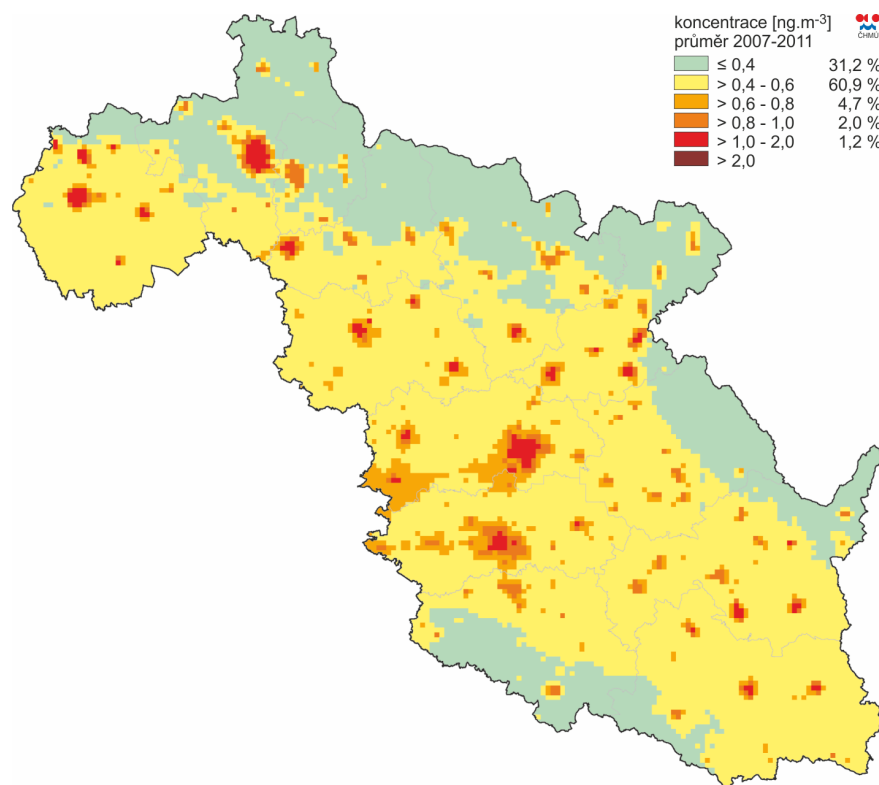 koncentrace [ng.m-3]
průměr 2007-2011
ČHMÚ
≤ 0,4 31,2 %
> 0,4 - 0,6 60,9 %
> 0,6 - 0,8 4,7 %
> 0,8 - 1,0 2,0 %
> 1,0 - 2,0 1,2 %
> 2,0